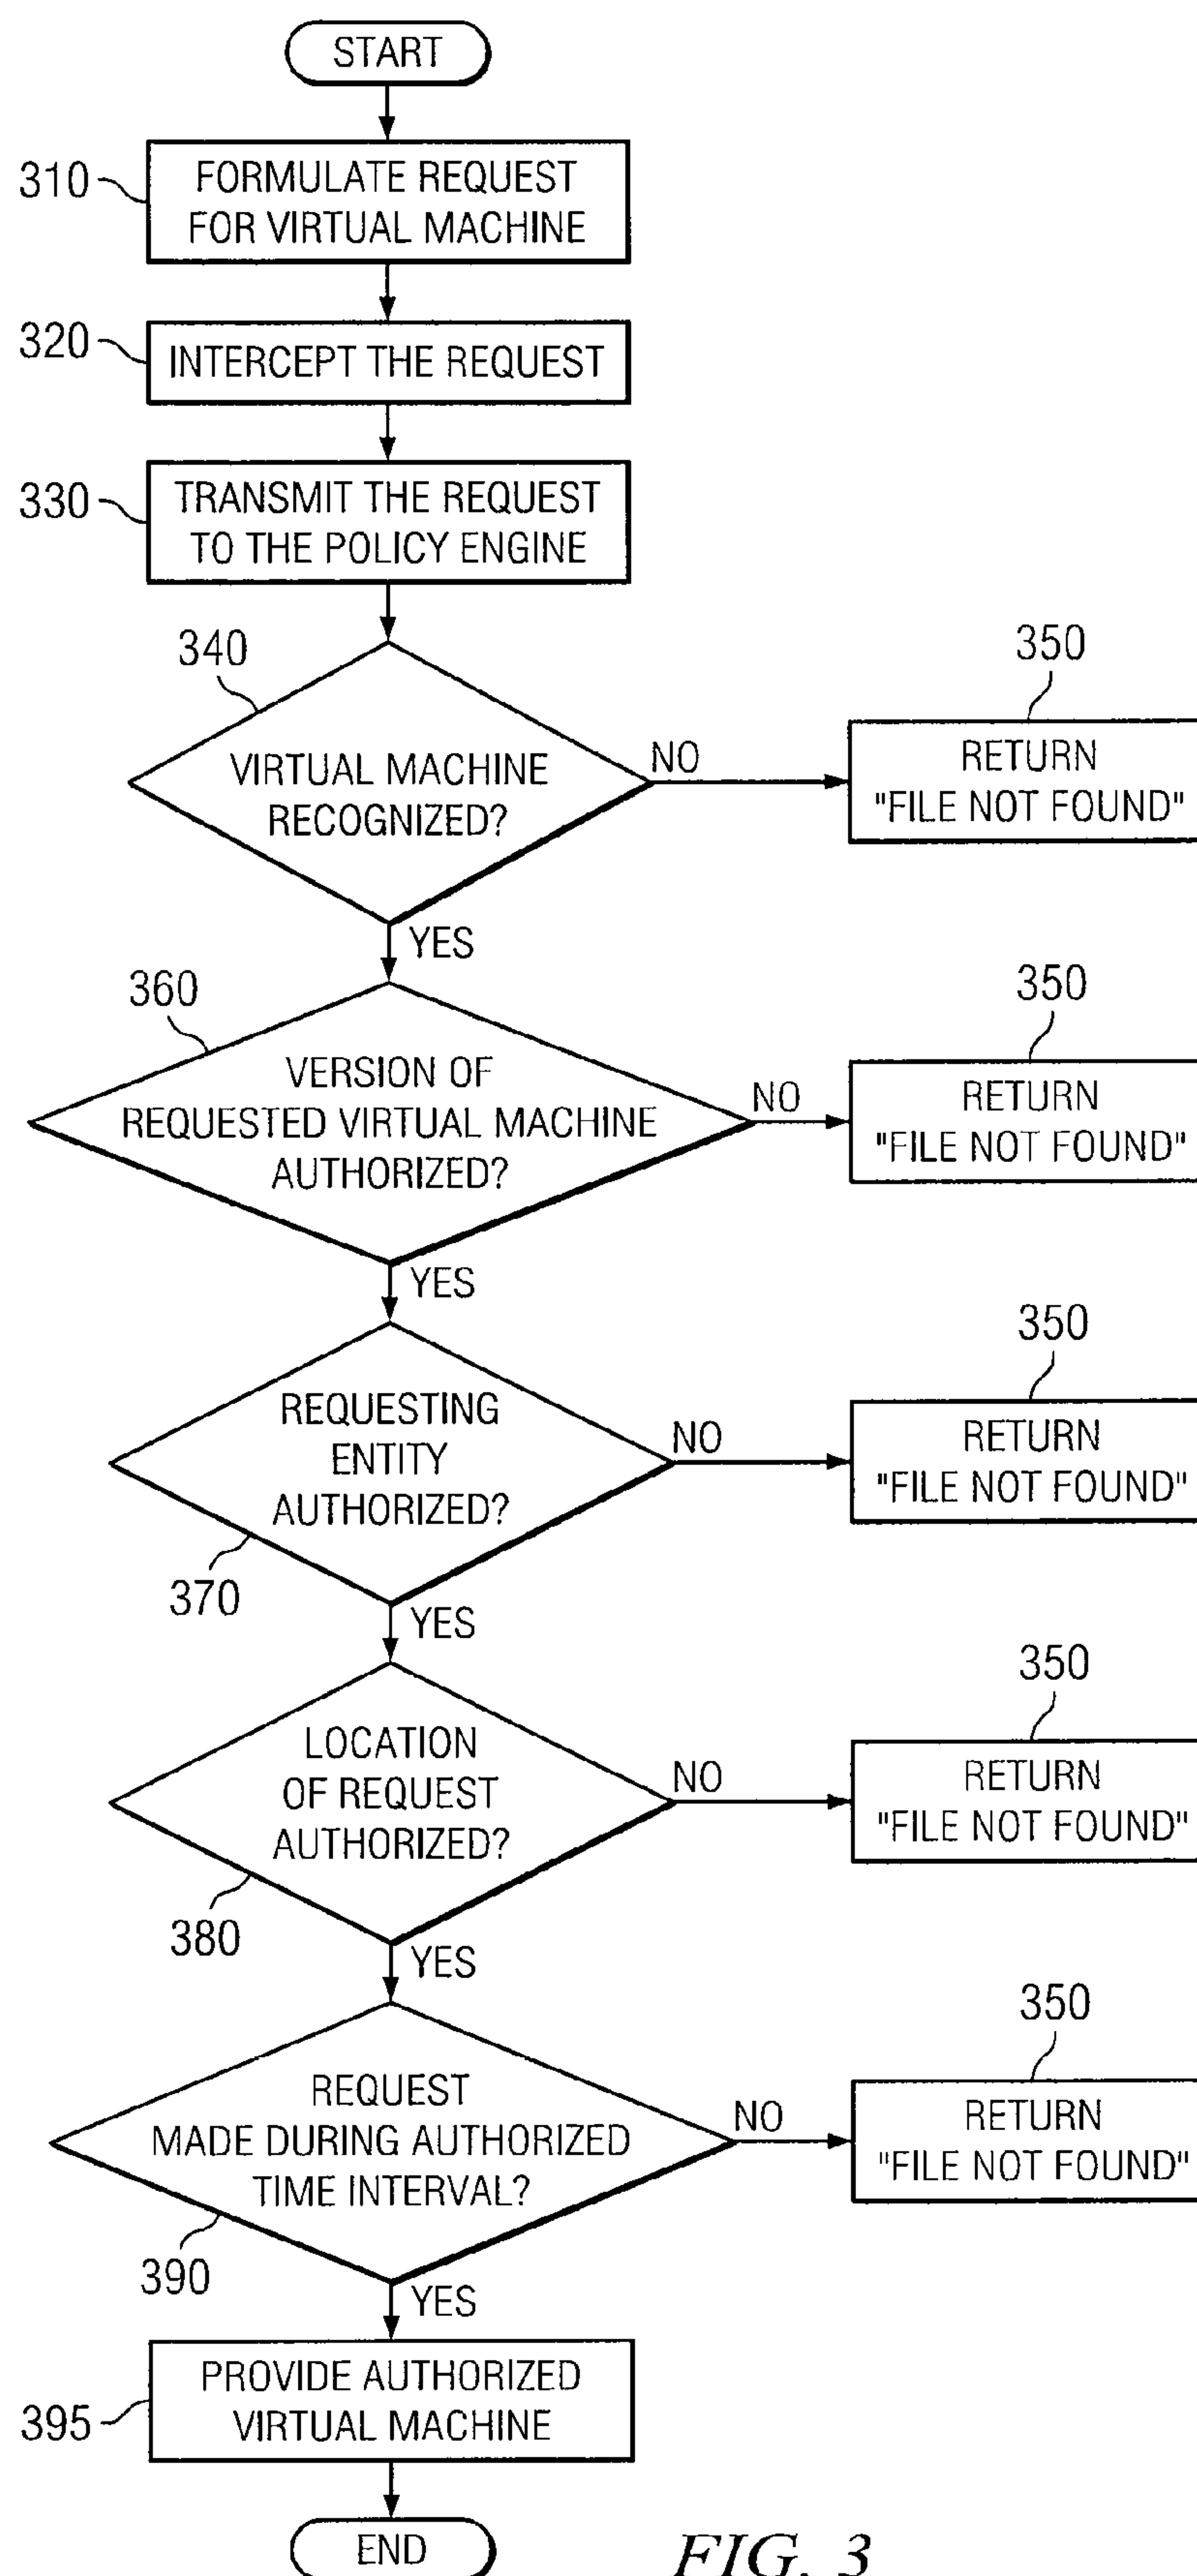 START
310
FORMULATE REQUEST
FOR VIRTUAL MACHINE
320
INTERCEPT THE REQUEST
330
TRANSMIT THE REQUEST
TO THE POLICY ENGINE
340
VIRTUAL MACHINE
RECOGNIZED?
NO
350
RETURN
"FILE NOT FOUND"
YES
360
VERSION OF
REQUESTED VIRTUAL MACHINE
AUTHORIZED?
NO
350
RETURN
"FILE NOT FOUND"
YES
REQUESTING
ENTITY
AUTHORIZED?
370
NO
350
RETURN
"FILE NOT FOUND"
YES
LOCATION
OF REQUEST
AUTHORIZED?
380
NO
350
RETURN
"FILE NOT FOUND"
YES
REQUEST
MADE DURING AUTHORIZED
TIME INTERVAL?
390
NO
350
RETURN
"FILE NOT FOUND"
YES
395
PROVIDE AUTHORIZED
VIRTUAL MACHINE
END
FIG. 3